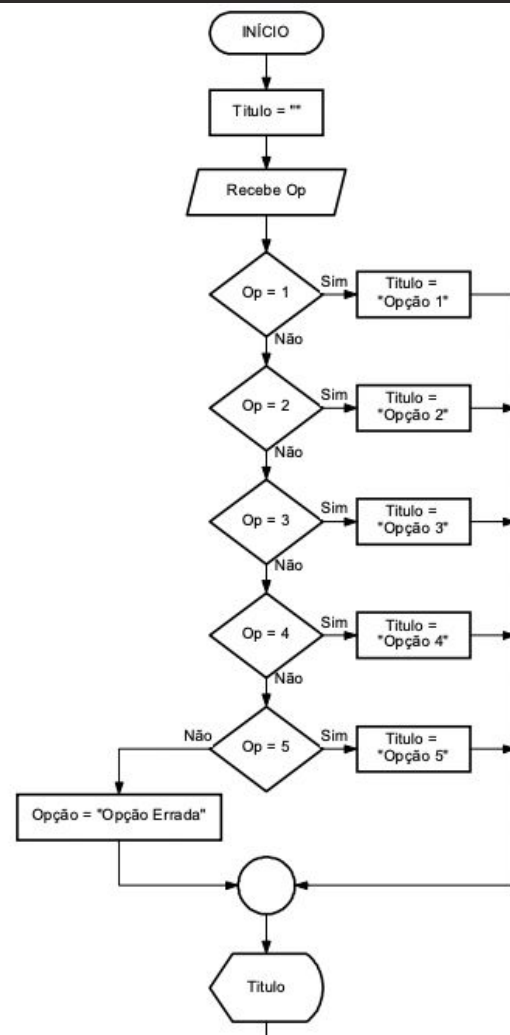 INÍCIO
Titulo = ""
Recebe Op
Op = 1
Sim
Titulo =
"Opção 1"
Não
Op = 2
Sim
Titulo =
"Opção 2"
Não
Op = 3
Sim
Titulo =
"Opção 3"
Não
Op = 4
Sim
Titulo =
"Opção 4"
Não
Não
Op = 5
Sim
Titulo =
"Opção 5"
Opção = "Opção Errada"
Titulo